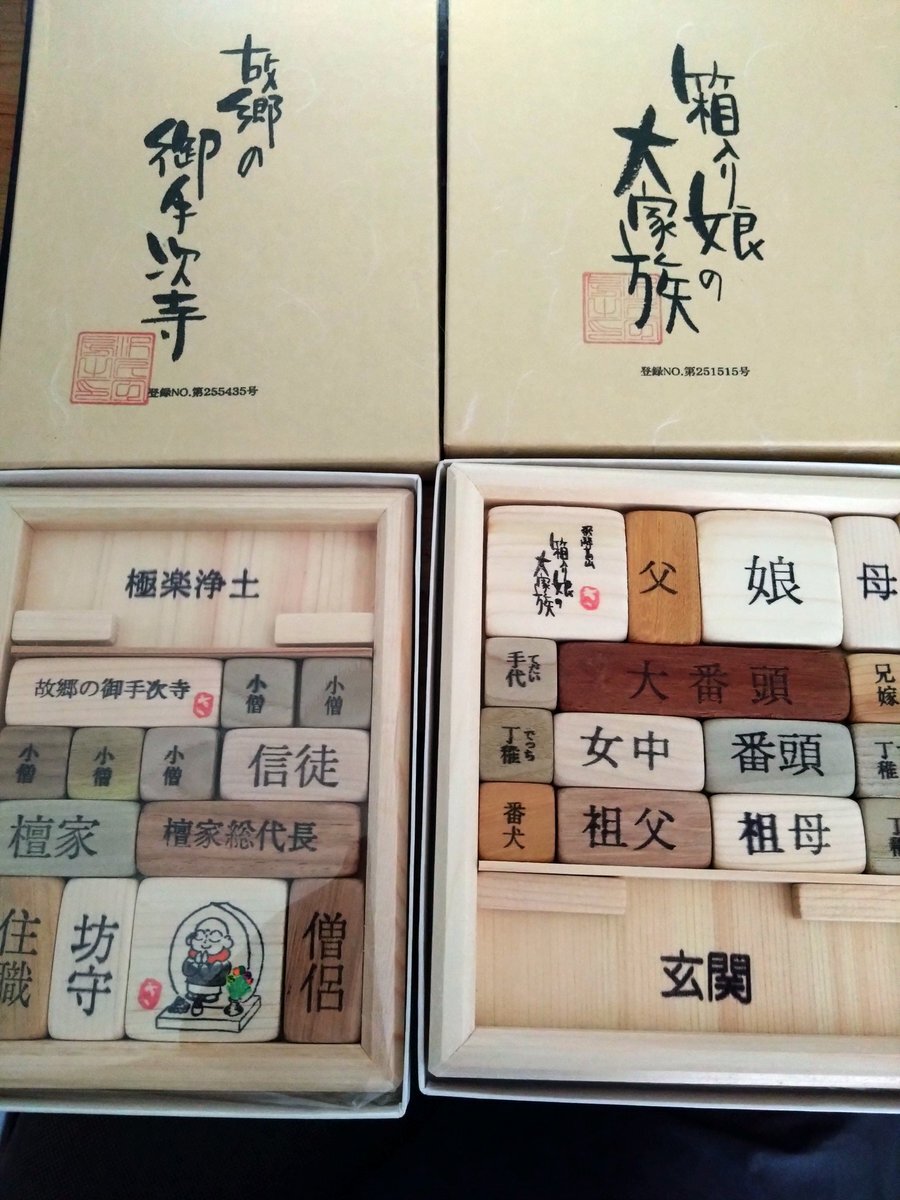 故郷の
御手次寺
登録NO.第255435号
箱入り娘の
大家族
登録NO.第251515号
極楽浄土
故郷の御手次寺
小僧
小僧
小僧
小僧
小僧
信徒
檀家
檀家総代長
住職
坊守
僧侶
箱入り娘の
大家族
父
娘
母
手代
てだい
大番頭
兄嫁
丁稚
でっち
女中
番頭
丁稚
番犬
祖父
祖母
玄関